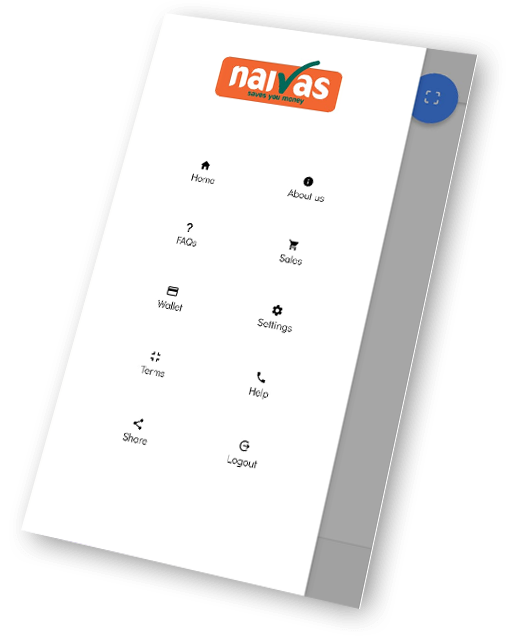 naivas
saves you money
Home
About us
FAQs
Sales
Wallet
Settings
Terms
Help
Share
Logout